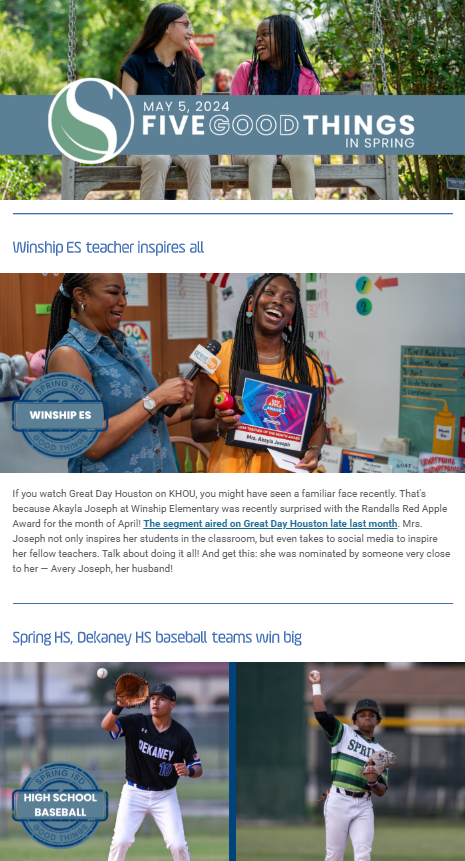 MAY 5, 2024
FIVE GOOD THINGS
IN SPRING
Winship ES teacher inspires all
SPRING ISD
WINSHIP ES
GOOD THINGS
Mrs. Akayla Joseph
If you watch Great Day Houston on KHOU, you might have seen a familiar face recently. That's
because Akayla Joseph at Winship Elementary was recently surprised with the Randalls Red Apple
Award for the month of April! The segment aired on Great Day Houston late last month. Mrs.
Joseph not only inspires her students in the classroom, but even takes to social media to inspire
her fellow teachers. Talk about doing it all! And get this: she was nominated by someone very close
to her — Avery Joseph, her husband!
Spring HS, Dekaney HS baseball teams win big
DEKANEY
10
SPRIN
SPRING ISD
HIGH SCHOOL
BASEBALL
GOOD THINGS